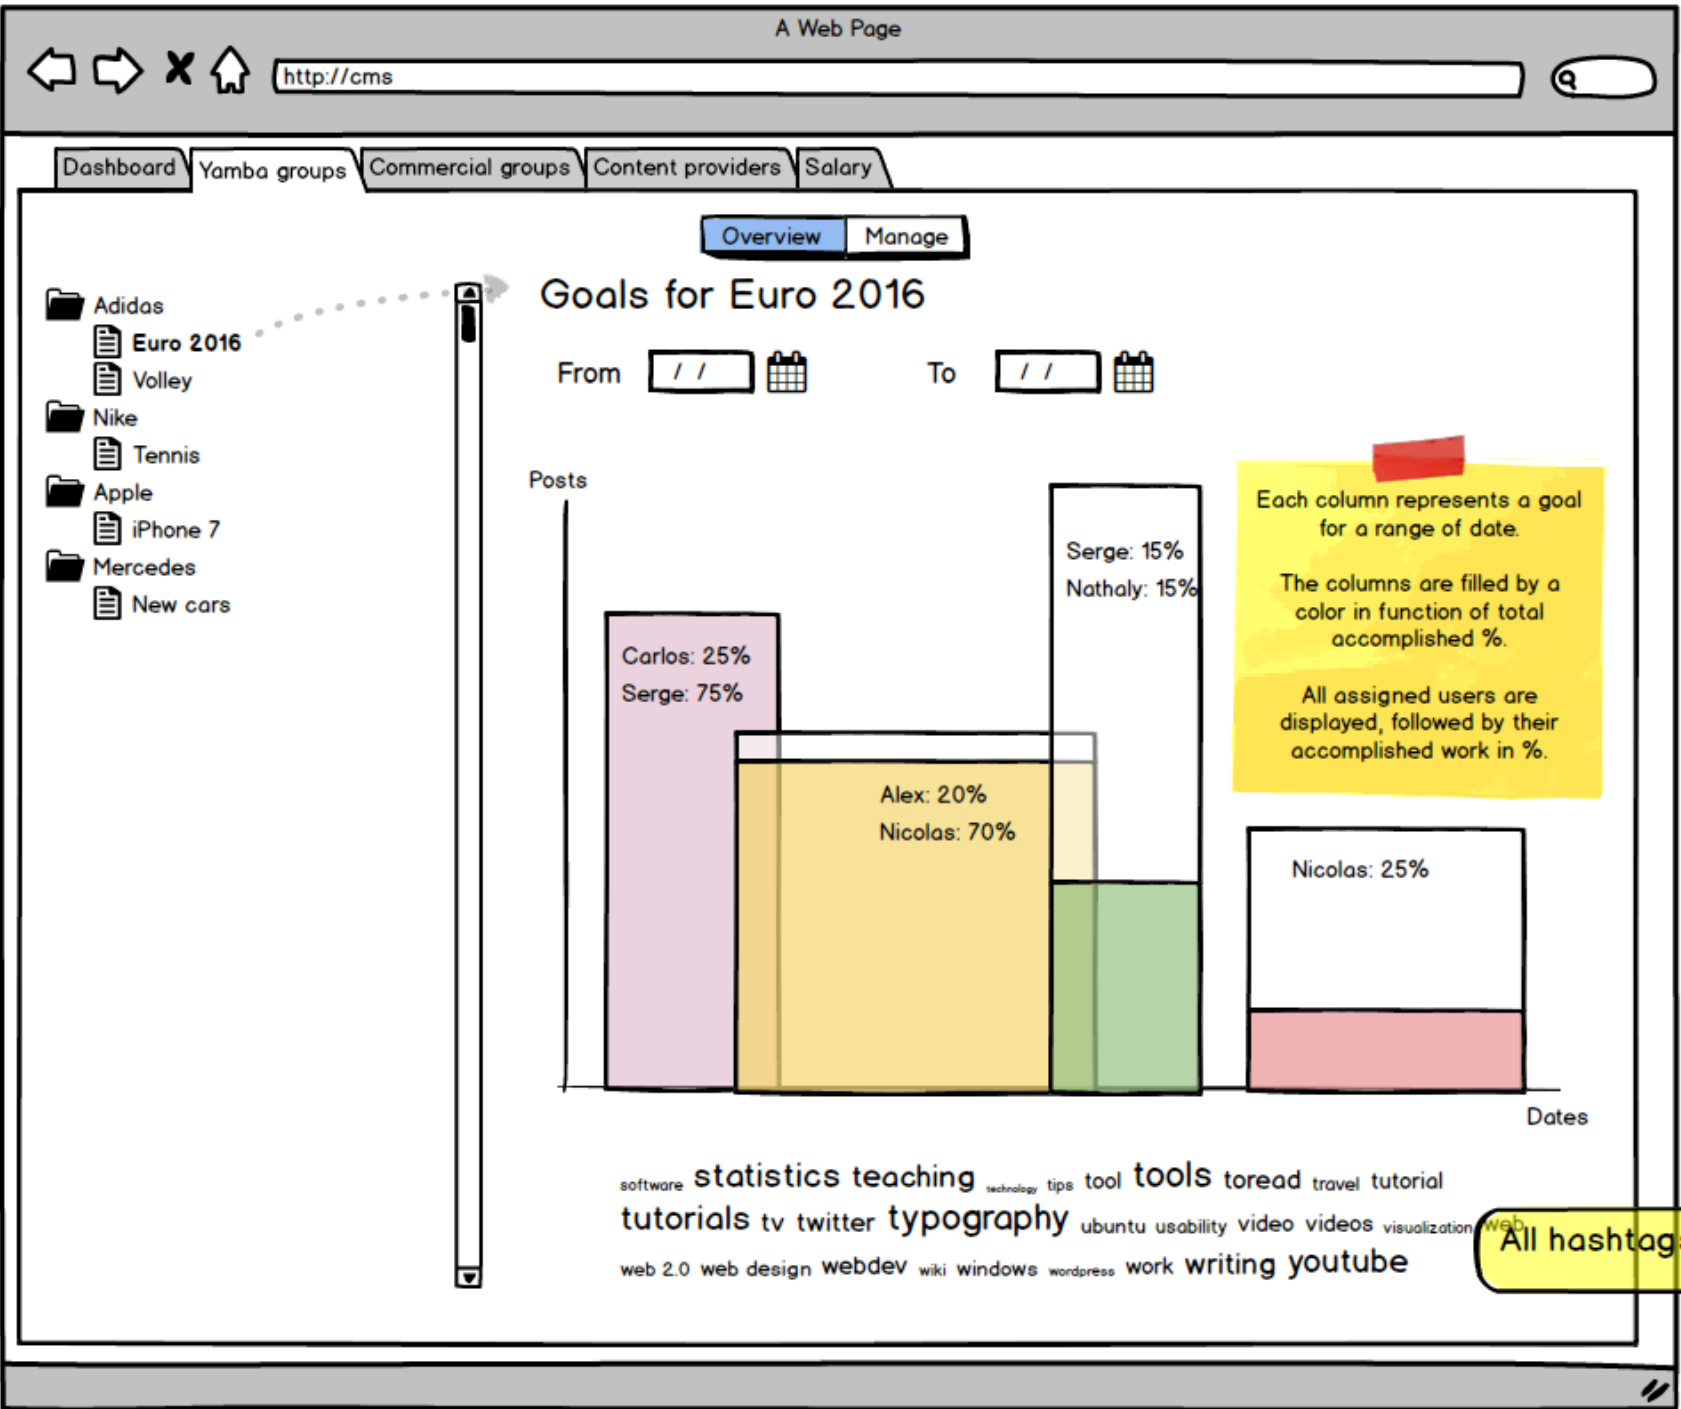 A Web Page
http://cms
Dashboard
Yamba groups
Commercial groups
Content providers
Salary
Overview
Manage
Adidas
Euro 2016
Volley
Nike
Tennis
Apple
iPhone 7
Mercedes
New cars
Goals for Euro 2016
From / /
To / /
Posts
Carlos: 25%
Serge: 75%
Alex: 20%
Nicolas: 70%
Serge: 15%
Nathaly: 15%
Nicolas: 25%
Each column represents a goal
for a range of date.
The columns are filled by a
color in function of total
accomplished %.
All assigned users are
displayed, followed by their
accomplished work in %.
Dates
software statistics teaching technology tips tool tools toread travel tutorial
tutorials tv twitter typography ubuntu usability video videos visualization web
web 2.0 web design webdev wiki windows wordpress work writing youtube
All hashtags